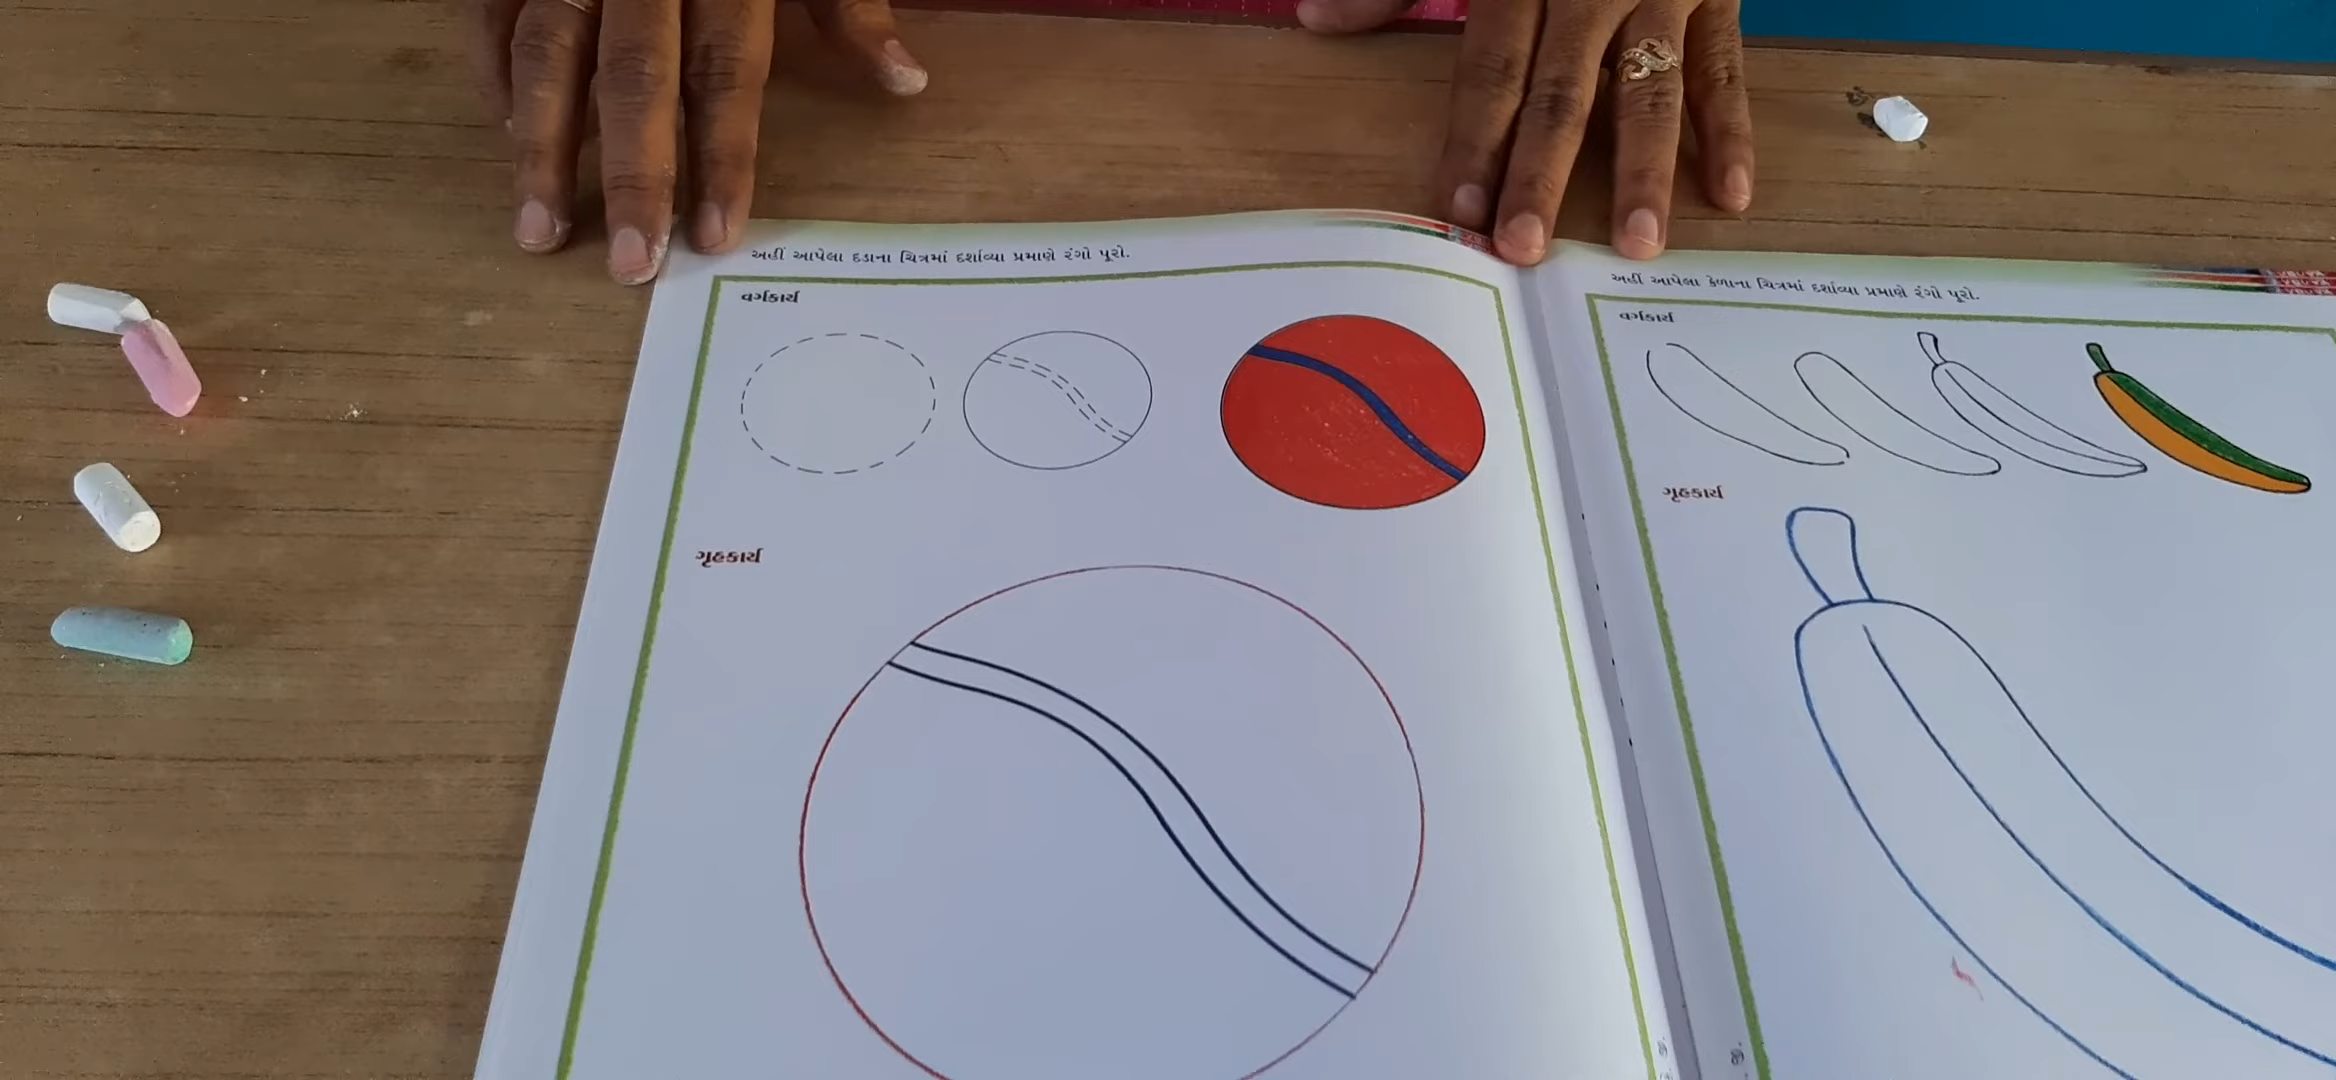 અહીં આપેલા દડાના ચિત્રમાં દર્શાવ્યા પ્રમાણે રંગો પૂરો.
વર્ગકાર્ય
ગૃહકાર્ય
અહીં આપેલા કેળાના ચિત્રમાં દર્શાવ્યા પ્રમાણે રંગો પૂરો.
વર્ગકાર્ય
ગૃહકાર્ય